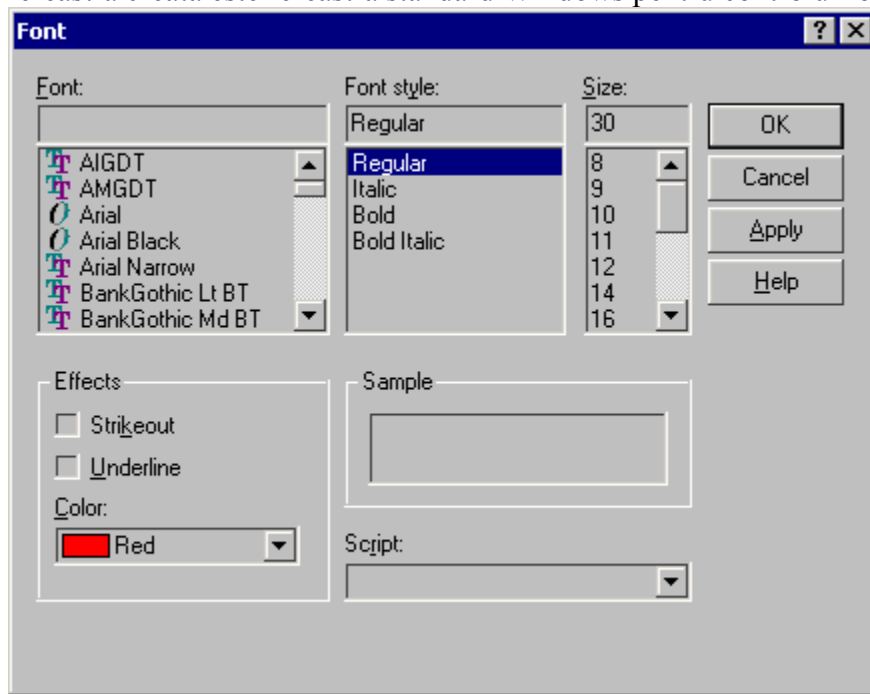 Font
?
Font:
Font style:
Size:
Regular
30
OK
Cancel
Apply
Help
AIGDT
AMGDT
Arial
Arial Black
Arial Narrow
BankGothic Lt BT
BankGothic Md BT
Regular
Italic
Bold
Bold Italic
8
9
10
11
12
14
16
Effects
Strikeout
Underline
Color:
Red
Sample
Script: